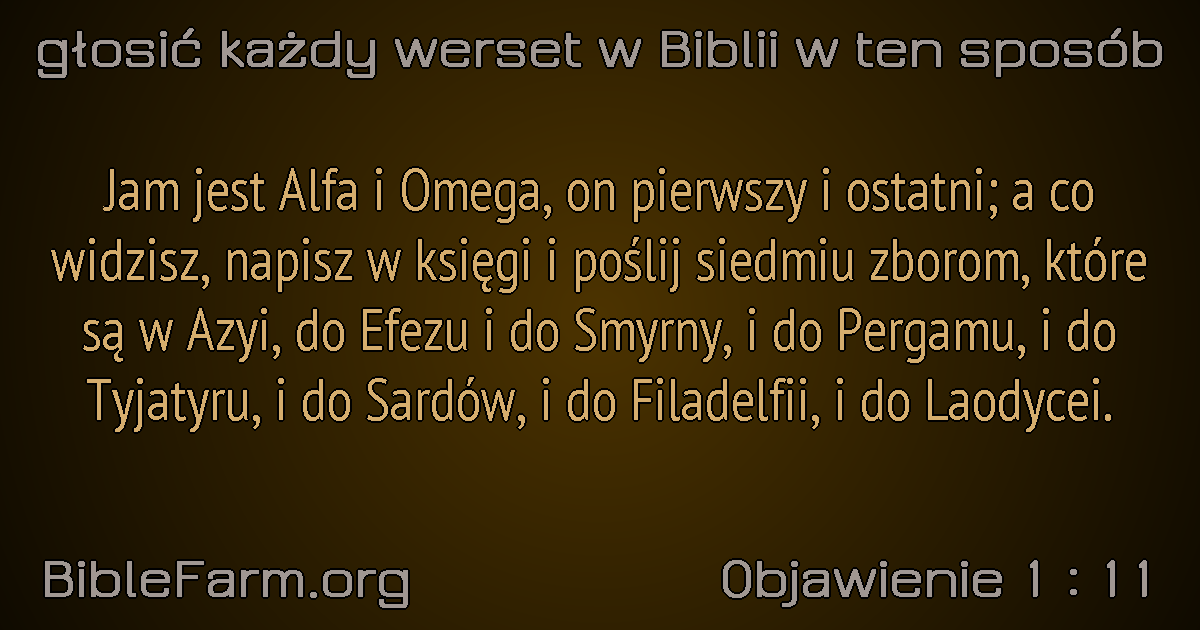 głosić każdy werset w Biblii w ten sposób
Jam jest Alfa i Omega, on pierwszy i ostatni; a co
widzisz, napisz w księgi i poślij siedmiu zborom, które
są w Azyi, do Efezu i do Smyrny, i do Pergamu, i do
Tyjatyru, i do Sardów, i do Filadelfii, i do Laodycei.
BibleFarm.org
Objawienie 1 : 11